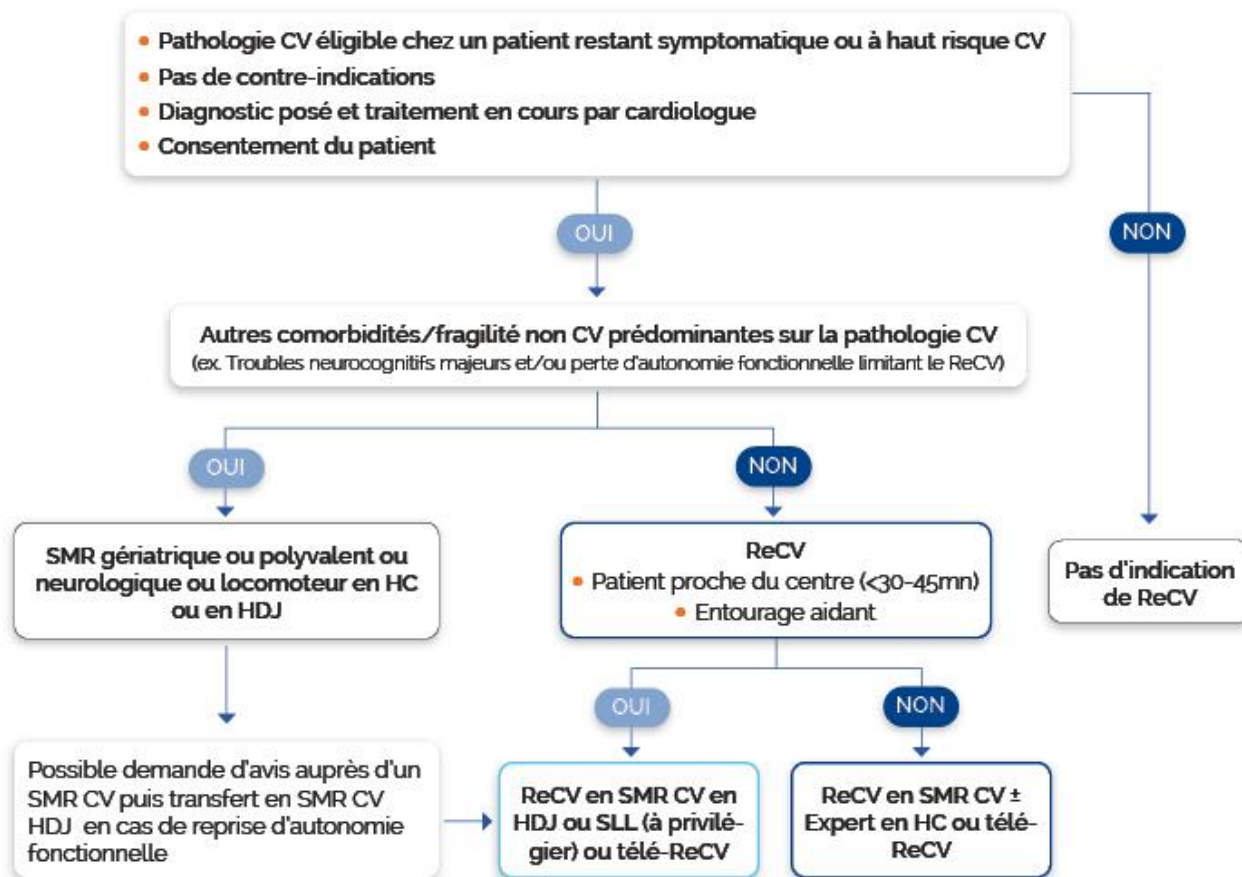 • Pathologie CV éligible chez un patient restant symptomatique ou à haut risque CV
• Pas de contre-indications
• Diagnostic posé et traitement en cours par cardiologue
• Consentement du patient
OUI
NON
Autres comorbidités/fragilité non CV prédominantes sur la pathologie CV
(ex. Troubles neurocognitifs majeurs et/ou perte d'autonomie fonctionnelle limitant le ReCV)
OUI
NON
SMR gériatrique ou polyvalent ou
neurologique ou locomoteur en HC
ou en HDJ
ReCV
• Patient proche du centre (<30-45mn)
• Entourage aidant
Pas d'indication
de ReCV
OUI
NON
Possible demande d'avis auprès d'un
SMR CV puis transfert en SMR CV
HDJ en cas de reprise d'autonomie
fonctionnelle
ReCV en SMR CV en
HDJ ou SLL (à privilé-
gier) ou télé-ReCV
ReCV en SMR CV ±
Expert en HC ou télé-
ReCV